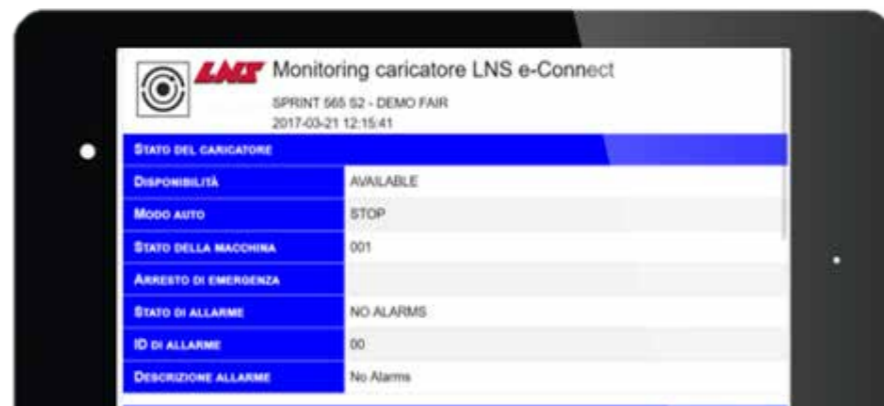 LNS Monitoring caricatore LNS e-Connect
SPRINT 565 S2 - DEMO FAIR
2017-03-21 12:15:41
STATO DEL CARICATORE
DISPONIBILITÀ AVAILABLE
MODO AUTO STOP
STATO DELLA MACCHINA 001
ARRESTO DI EMERGENZA
STATO DI ALLARME NO ALARMS
ID DI ALLARME 00
DESCRIZIONE ALLARME No Alarms